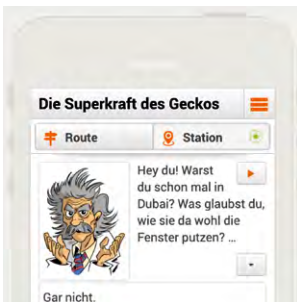 Die Superkraft des Geckos
Route
Station
Hey du! Warst
du schon mal in
Dubai? Was glaubst du,
wie sie da wohl die
Fenster putzen? ...
Gar nicht.